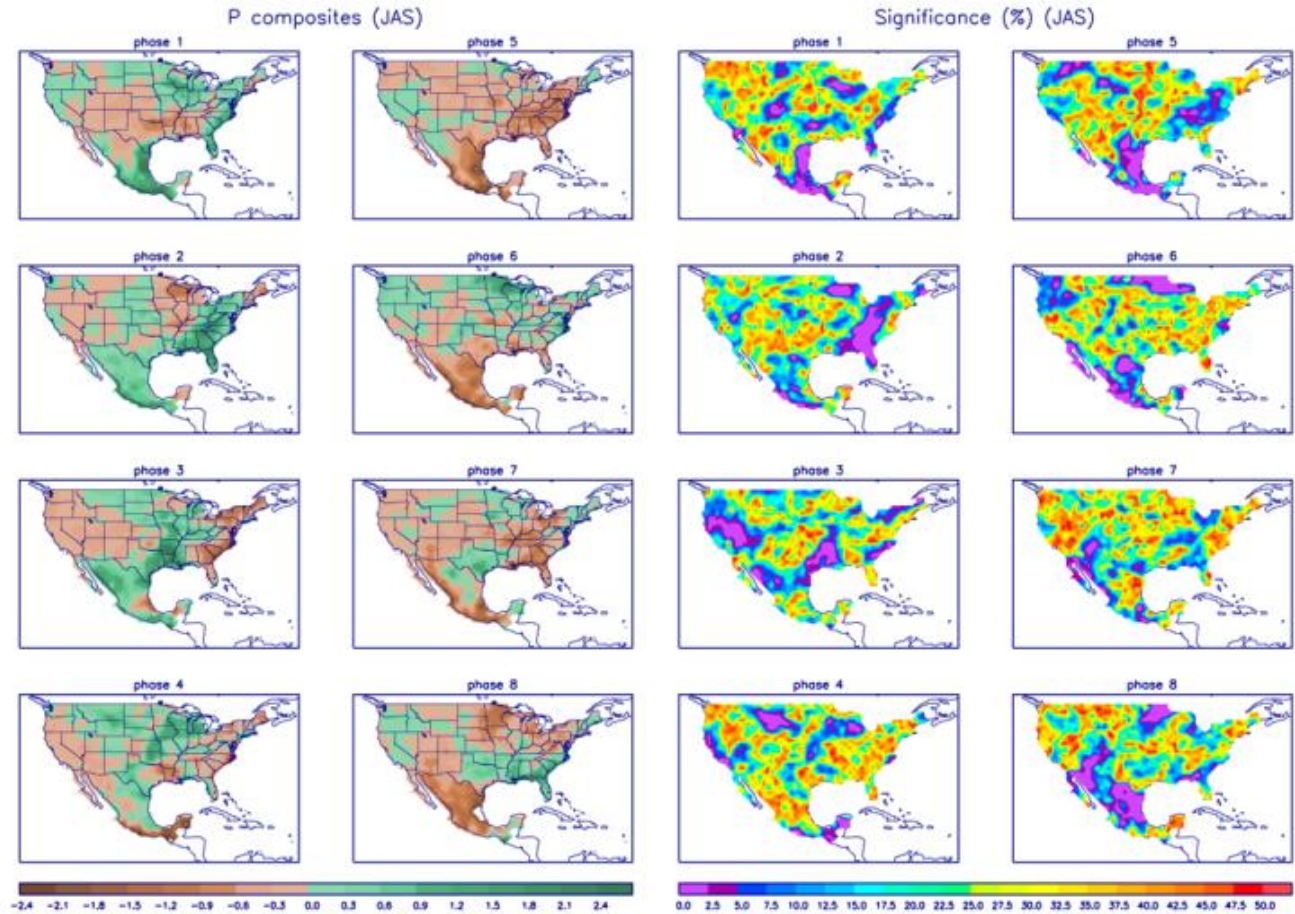 P composites (JAS)
Significance (%) (JAS)
phase 1
phase 5
phase 1
phase 5
phase 2
phase 6
phase 2
phase 6
phase 3
phase 7
phase 3
phase 7
phase 4
phase 8
phase 4
phase 8
-2.4 -2.1 -1.8 -1.5 -1.2 -0.9 -0.6 -0.3 0.0 0.3 0.6 0.9 1.2 1.5 1.8 2.1 2.4
0.0 2.5 5.0 7.5 10.0 12.5 15.0 17.5 20.0 22.5 25.0 27.5 30.0 32.5 35.0 37.5 40.0 42.5 45.0 47.5 50.0